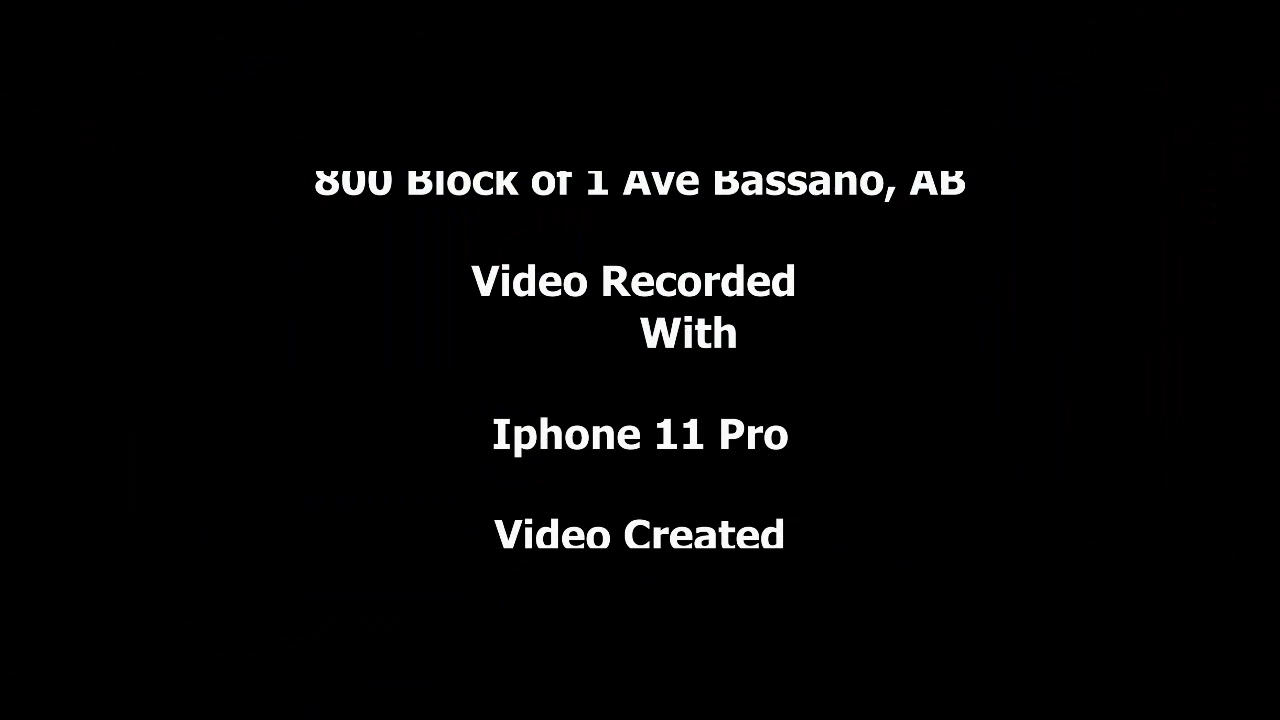 800 Block of 1 Ave Bassano, AB
Video Recorded
With
Iphone 11 Pro
Video Created